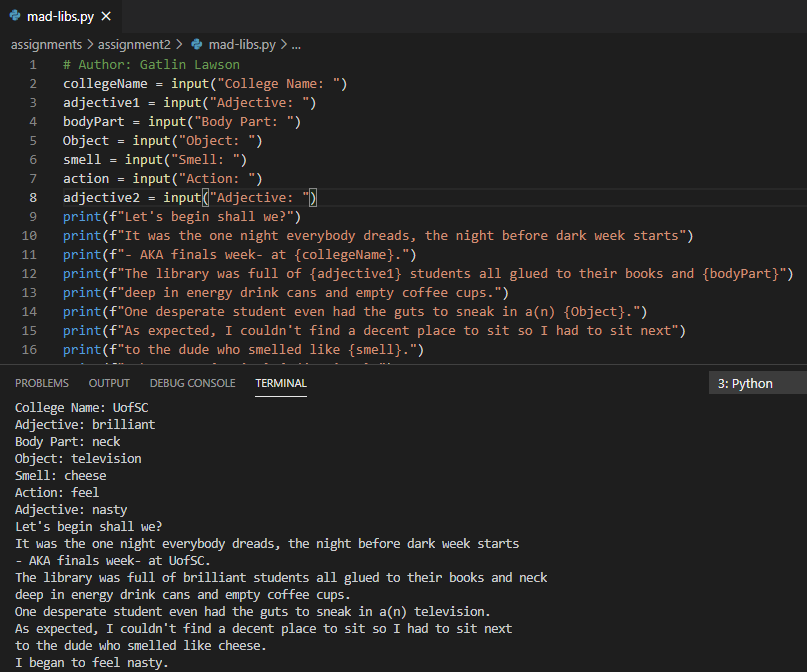 mad-libs.py ×
assignments > assignment2 > mad-libs.py > ...
1 # Author: Gatlin Lawson
2 collegeName = input("College Name: ")
3 adjective1 = input("Adjective: ")
4 bodyPart = input("Body Part: ")
5 Object = input("Object: ")
6 smell = input("Smell: ")
7 action = input("Action: ")
8 adjective2 = input("Adjective: ")
9 print(f"Let's begin shall we?")
10 print(f"It was the one night everybody dreads, the night before dark week starts")
11 print(f"- AKA finals week- at {collegeName}.")
12 print(f"The library was full of {adjective1} students all glued to their books and {bodyPart}")
13 print(f"deep in energy drink cans and empty coffee cups.")
14 print(f"One desperate student even had the guts to sneak in a(n) {Object}.")
15 print(f"As expected, I couldn't find a decent place to sit so I had to sit next")
16 print(f"to the dude who smelled like {smell}.")
PROBLEMS OUTPUT DEBUG CONSOLE TERMINAL 3: Python
College Name: UofSC
Adjective: brilliant
Body Part: neck
Object: television
Smell: cheese
Action: feel
Adjective: nasty
Let's begin shall we?
It was the one night everybody dreads, the night before dark week starts
- AKA finals week- at UofSC.
The library was full of brilliant students all glued to their books and neck
deep in energy drink cans and empty coffee cups.
One desperate student even had the guts to sneak in a(n) television.
As expected, I couldn't find a decent place to sit so I had to sit next
to the dude who smelled like cheese.
I began to feel nasty.